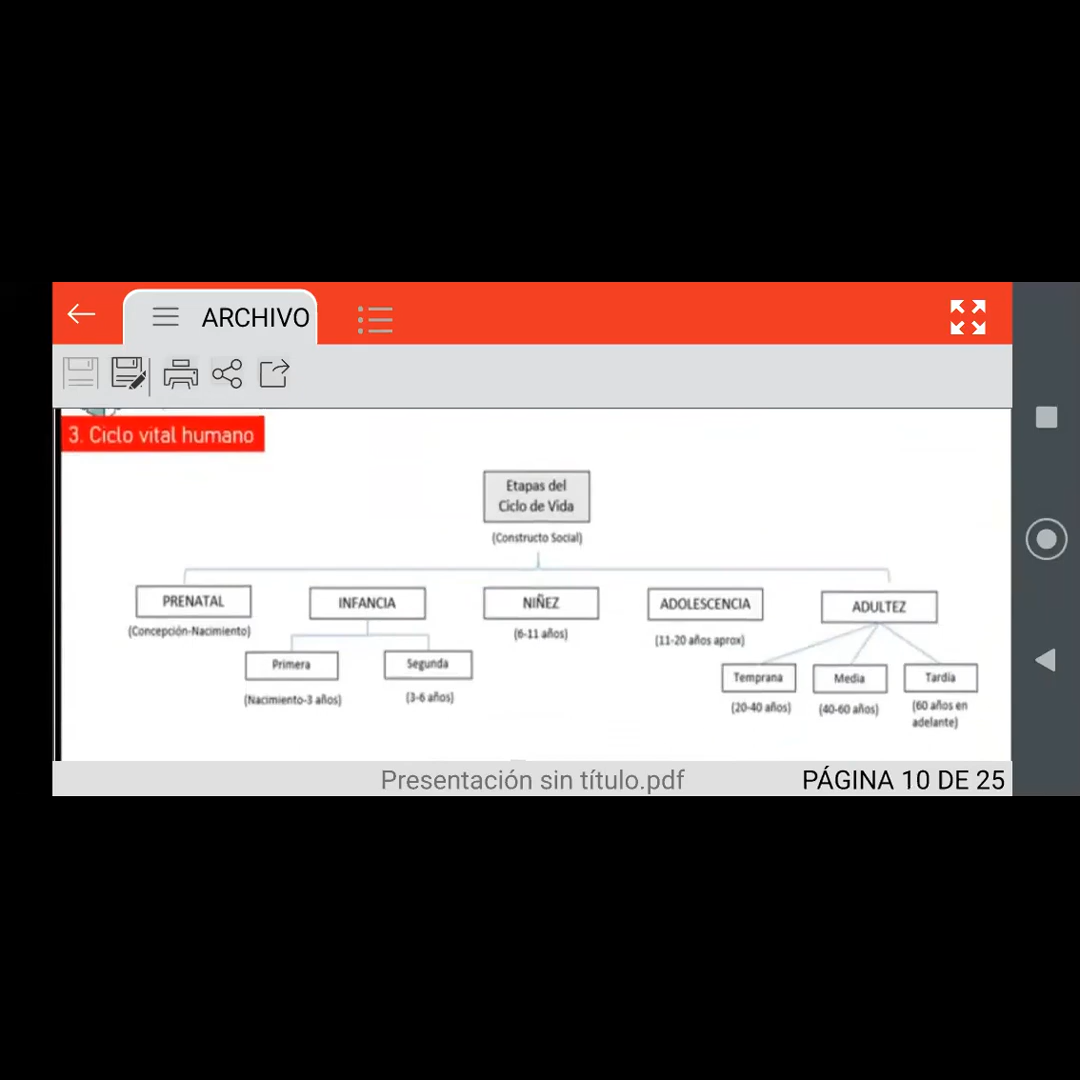 ARCHIVO
3. Ciclo vital humano
Etapas del
Ciclo de Vida
(Constructo Social)
PRENATAL
(Concepción-Nacimiento)
INFANCIA
Primera
(Nacimiento-3 años)
Segunda
(3-6 años)
NIÑEZ
(6-11 años)
ADOLESCENCIA
(11-20 años aprox)
ADULTEZ
Temprana
(20-40 años)
Media
(40-60 años)
Tardía
(60 años en
adelante)
Presentación sin título.pdf
PÁGINA 10 DE 25